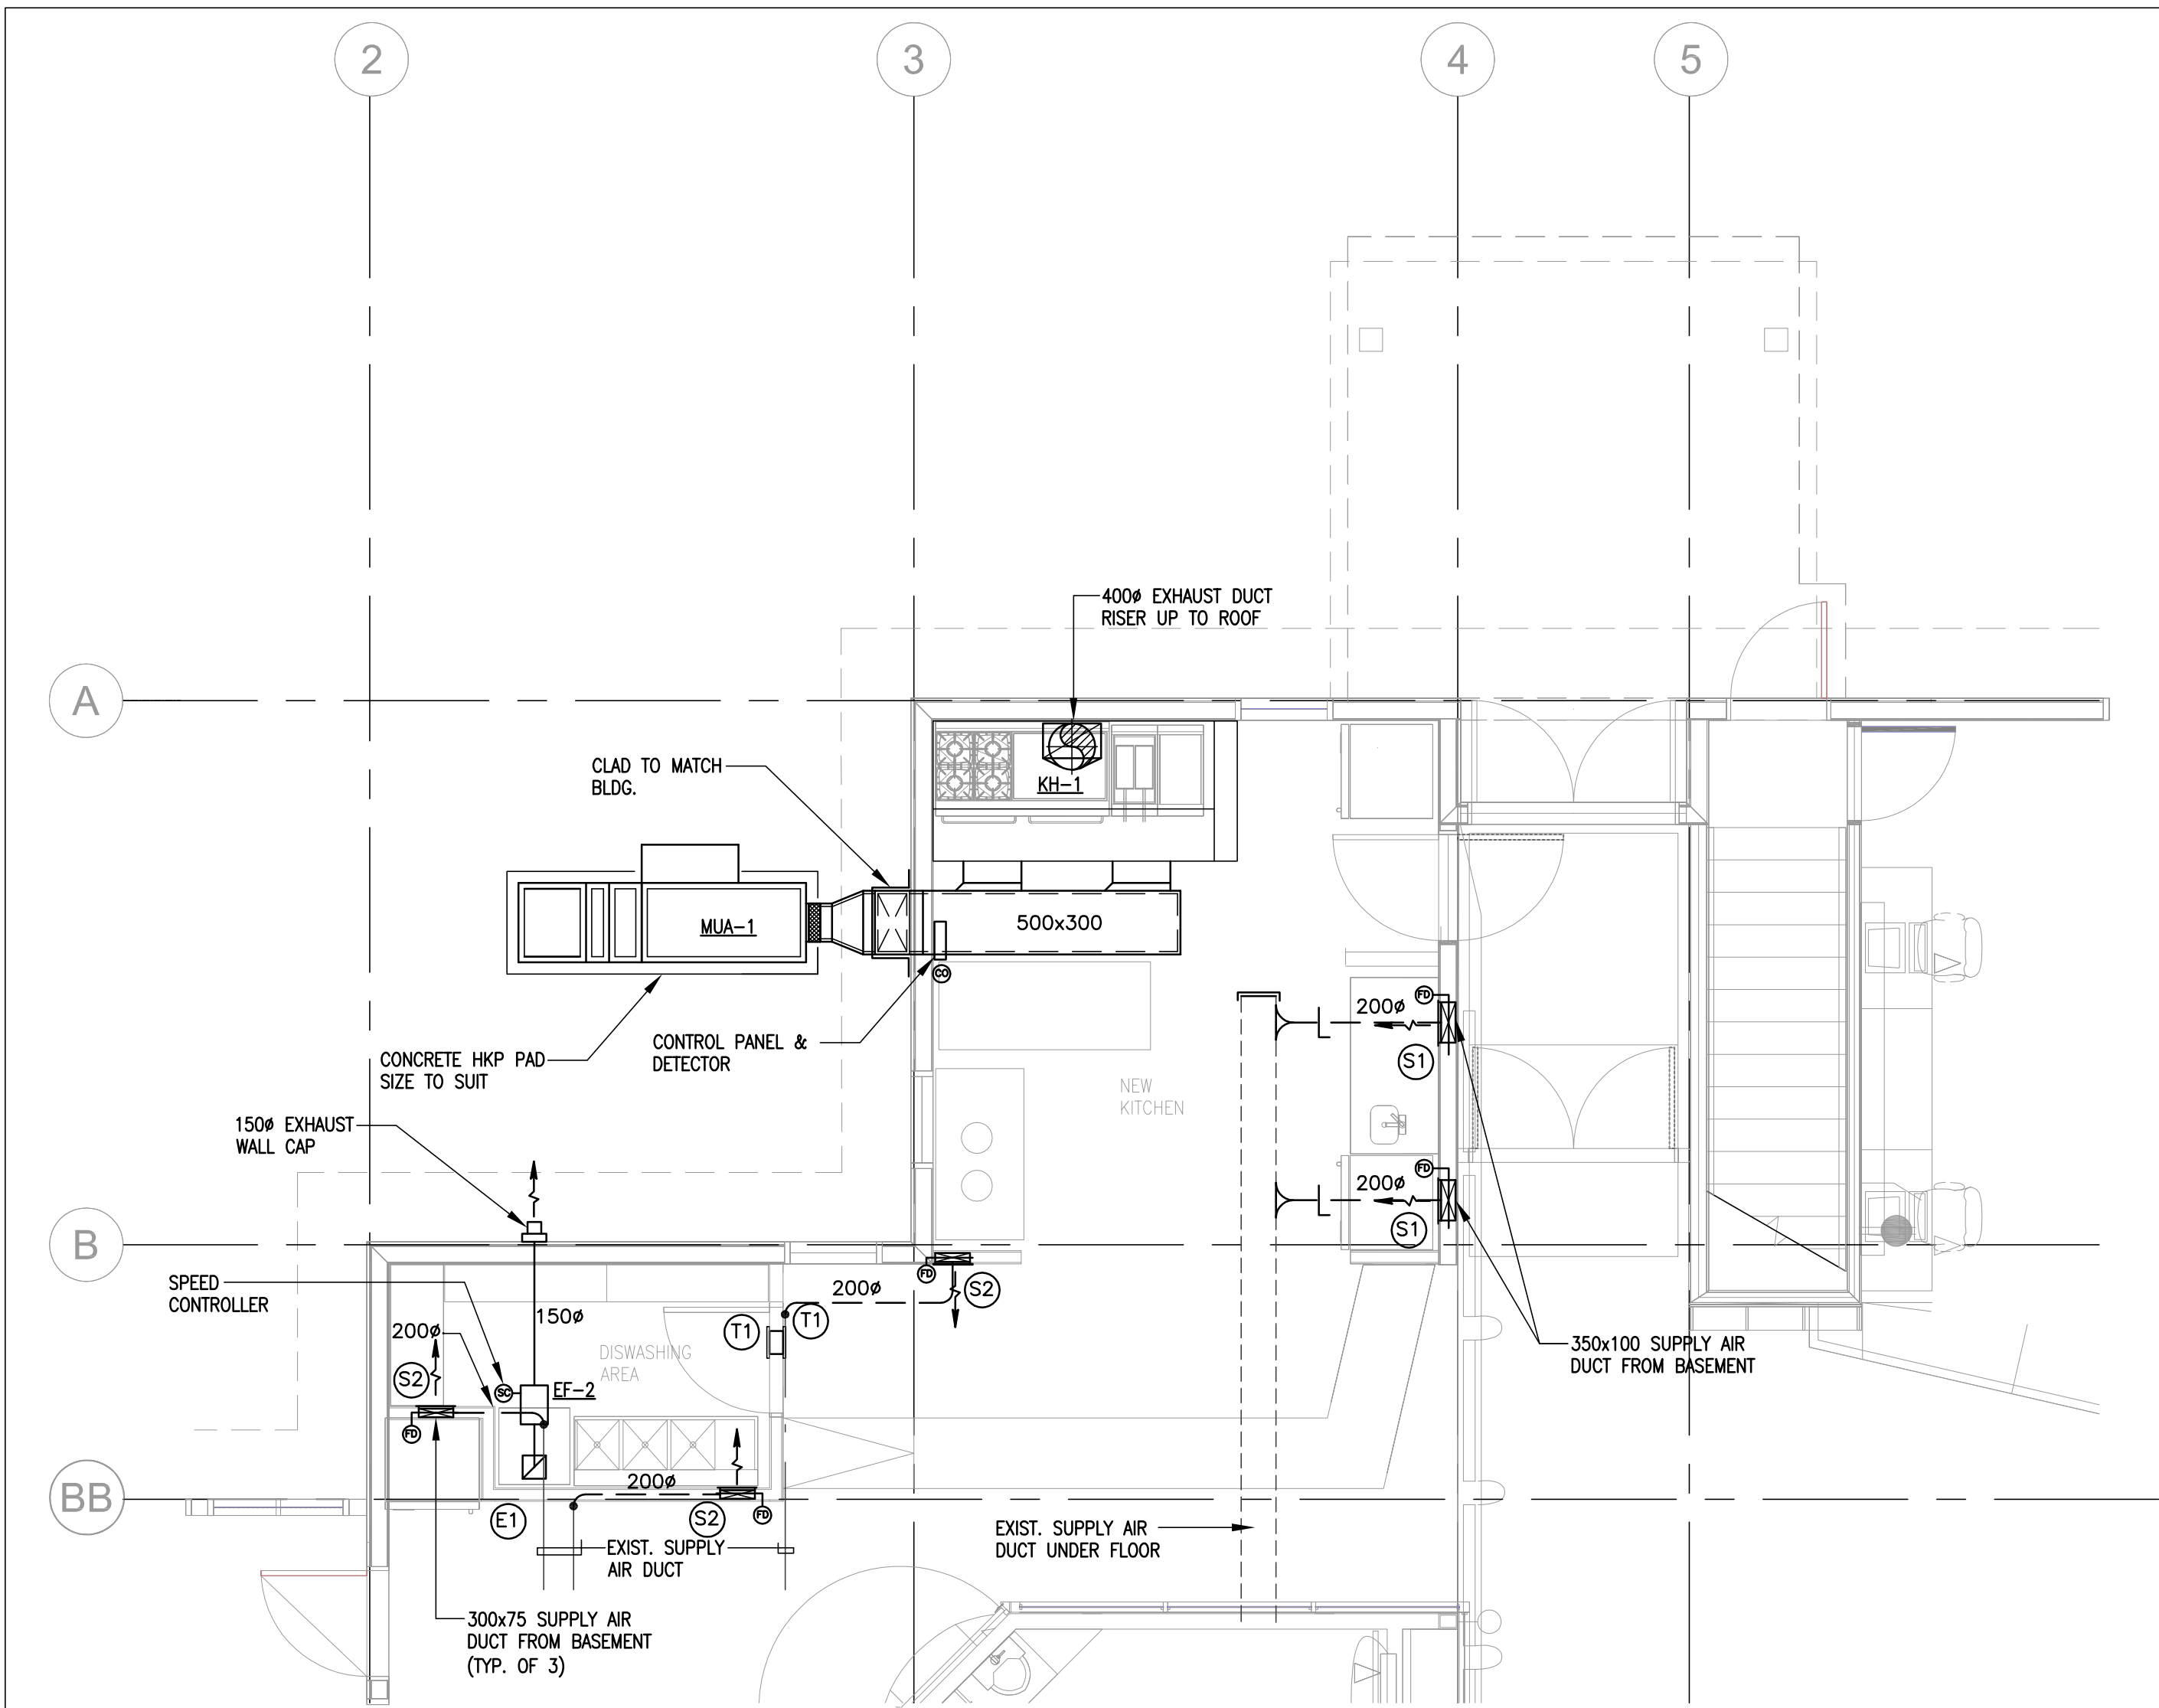 2
3
4
5
400ø EXHAUST DUCT
RISER UP TO ROOF
A
CLAD TO MATCH
BLDG.
KH-1
MUA-1
500x300
CO
CONTROL PANEL &
DETECTOR
CONCRETE HKP PAD
SIZE TO SUIT
FD
200ø
S1
NEW
KITCHEN
150ø EXHAUST
WALL CAP
FD
200ø
S1
B
FD
S2
200ø
SPEED
CONTROLLER
150ø
T1
T1
200ø
DISWASHING
AREA
350x100 SUPPLY AIR
DUCT FROM BASEMENT
S2
SC
EF-2
FD
200ø
BB
E1
S2
FD
EXIST. SUPPLY
AIR DUCT
EXIST. SUPPLY AIR
DUCT UNDER FLOOR
300x75 SUPPLY AIR
DUCT FROM BASEMENT
(TYP. OF 3)